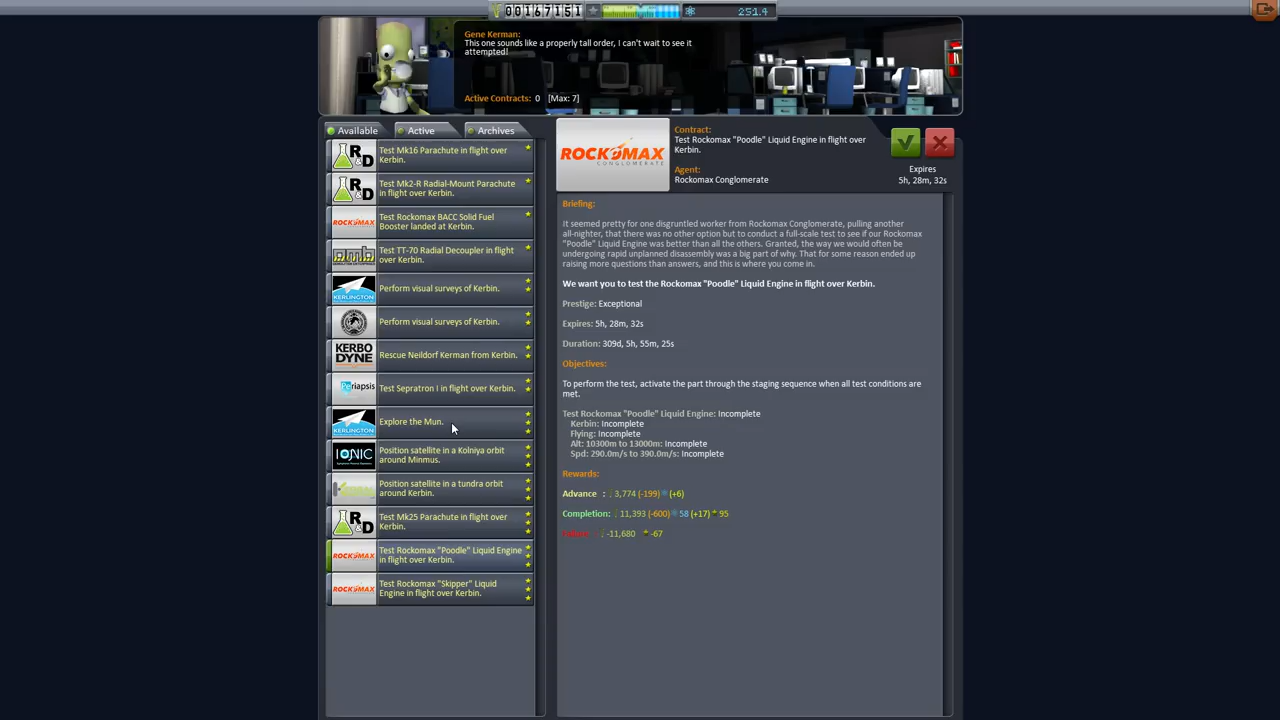 00167151
251.4
Gene Kerman:
This one sounds like a properly tall order, I can't wait to see it
attempted!
Active Contracts: 0 [Max: 7]
Available
Active
Archives
R&D
Test Mk16 Parachute in flight over
Kerbin.
R&D
Test Mk2-R Radial-Mount Parachute
in flight over Kerbin.
ROCKOMAX
Test Rockomax BACC Solid Fuel
Booster landed at Kerbin.
Test TT-70 Radial Decoupler in flight
over Kerbin.
KERLINGTON
Perform visual surveys of Kerbin.
Perform visual surveys of Kerbin.
KERBO
DYNE
Rescue Neildorf Kerman from Kerbin.
Periapsis
Test Sepratron I in flight over Kerbin.
KERLINGTON
Explore the Mun.
IONIC
Position satellite in a Kolniya orbit
around Minmus.
Position satellite in a tundra orbit
around Kerbin.
R&D
Test Mk25 Parachute in flight over
Kerbin.
ROCKOMAX
Test Rockomax "Poodle" Liquid Engine
in flight over Kerbin.
ROCKOMAX
Test Rockomax "Skipper" Liquid
Engine in flight over Kerbin.
ROCKOMAX
CONGLOMERATE
Contract:
Test Rockomax "Poodle" Liquid Engine in flight over
Kerbin.
Agent:
Rockomax Conglomerate
Expires
5h, 28m, 32s
Briefing:
It seemed pretty for one disgruntled worker from Rockomax Conglomerate, pulling another
all-nighter, that there was no other option but to conduct a full-scale test to see if our Rockomax
"Poodle" Liquid Engine was better than all the others. Granted, the way we would often be
undergoing rapid unplanned disassembly was a big part of why. That for some reason ended up
raising more questions than answers, and this is where you come in.
We want you to test the Rockomax "Poodle" Liquid Engine in flight over Kerbin.
Prestige: Exceptional
Expires: 5h, 28m, 32s
Duration: 309d, 5h, 55m, 25s
Objectives:
To perform the test, activate the part through the staging sequence when all test conditions are
met.
Test Rockomax "Poodle" Liquid Engine: Incomplete
Kerbin: Incomplete
Flying: Incomplete
Alt: 10300m to 13000m: Incomplete
Spd: 290.0m/s to 390.0m/s: Incomplete
Rewards:
Advance : 3,774 (-199) (+6)
Completion: 11,393 (-600) 58 (+17) 95
-11,680 -67